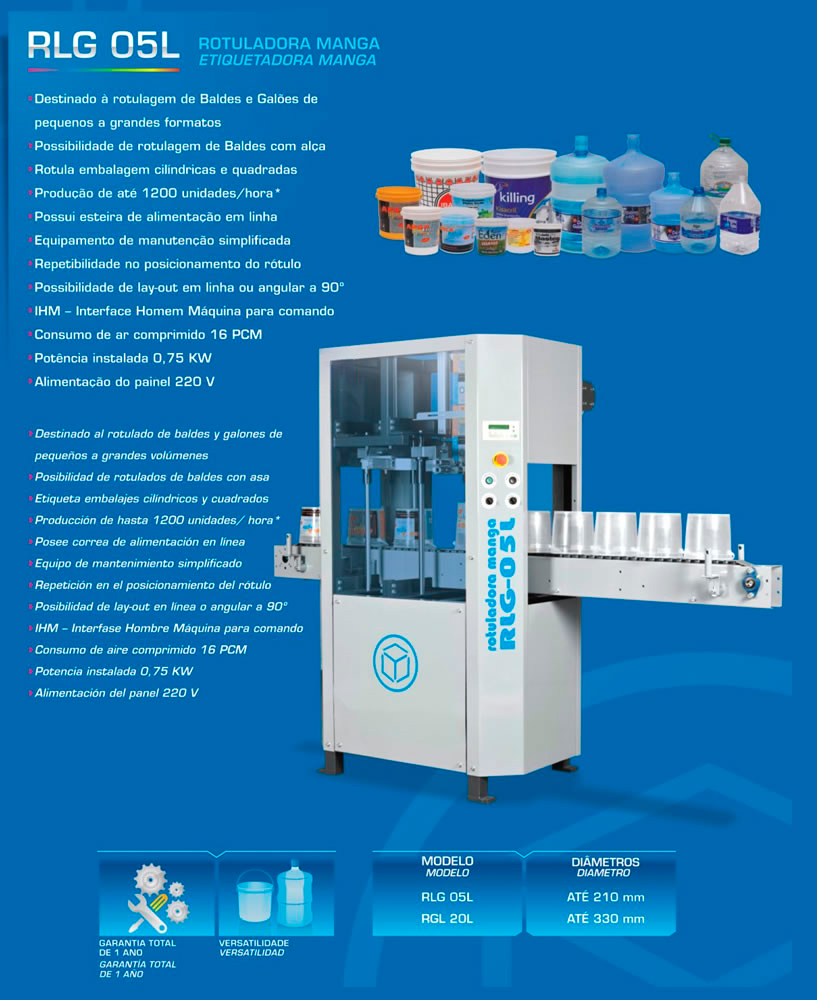 RLG 05L
ROTULADORA MANGA
ETIQUETADORA MANGA
Destinado à rotulagem de Baldes e Galões de
pequenos a grandes formatos
Possibilidade de rotulagem de Baldes com alça
Rotula embalagem cilindricas e quadradas
Produção de até 1200 unidades/hora*
Possui esteira de alimentação em linha
Equipamento de manutenção simplificada
Repetibilidade no posicionamento do rótulo
Possibilidade de lay-out em linha ou angular a 90°
IHM – Interface Homem Máquina para comando
Consumo de ar comprimido 16 PCM
Potência instalada 0,75 KW
Alimentação do painel 220 V
Destinado al rotulado de baldes y galones de
pequeños a grandes volúmenes
Posibilidad de rotulados de baldes con asa
Etiqueta embalajes cilíndricos y cuadrados
Producción de hasta 1200 unidades/ hora*
Posee correa de alimentación en línea
Equipo de mantenimiento simplificado
Repetición en el posicionamiento del rótulo
Posibilidad de lay-out en línea o angular a 90°
IHM – Interfase Hombre Máquina para comando
Consumo de aire comprimido 16 PCM
Potencia instalada 0,75 KW
Alimentación del panel 220 V
killing
Eden
rotuladora manga
RLG-05L
GARANTIA TOTAL
DE 1 ANO
GARANTÍA TOTAL
DE 1 AÑO
VERSATILIDADE
VERSATILIDAD
MODELO
MODELO
DIÂMETROS
DIAMETRO
RLG 05L
ATÉ 210 mm
RGL 20L
ATÉ 330 mm